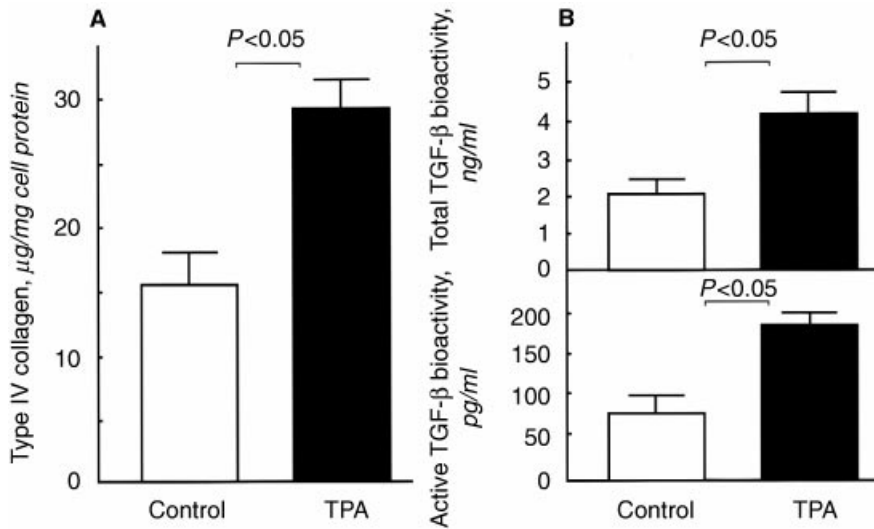 A
P<0.05
Type IV collagen, μg/mg cell protein
30
20
10
0
Control
TPA
B
P<0.05
Total TGF-β bioactivity,
ng/ml
5
4
3
2
1
0
P<0.05
Active TGF-β bioactivity,
pg/ml
200
150
100
50
0
Control
TPA